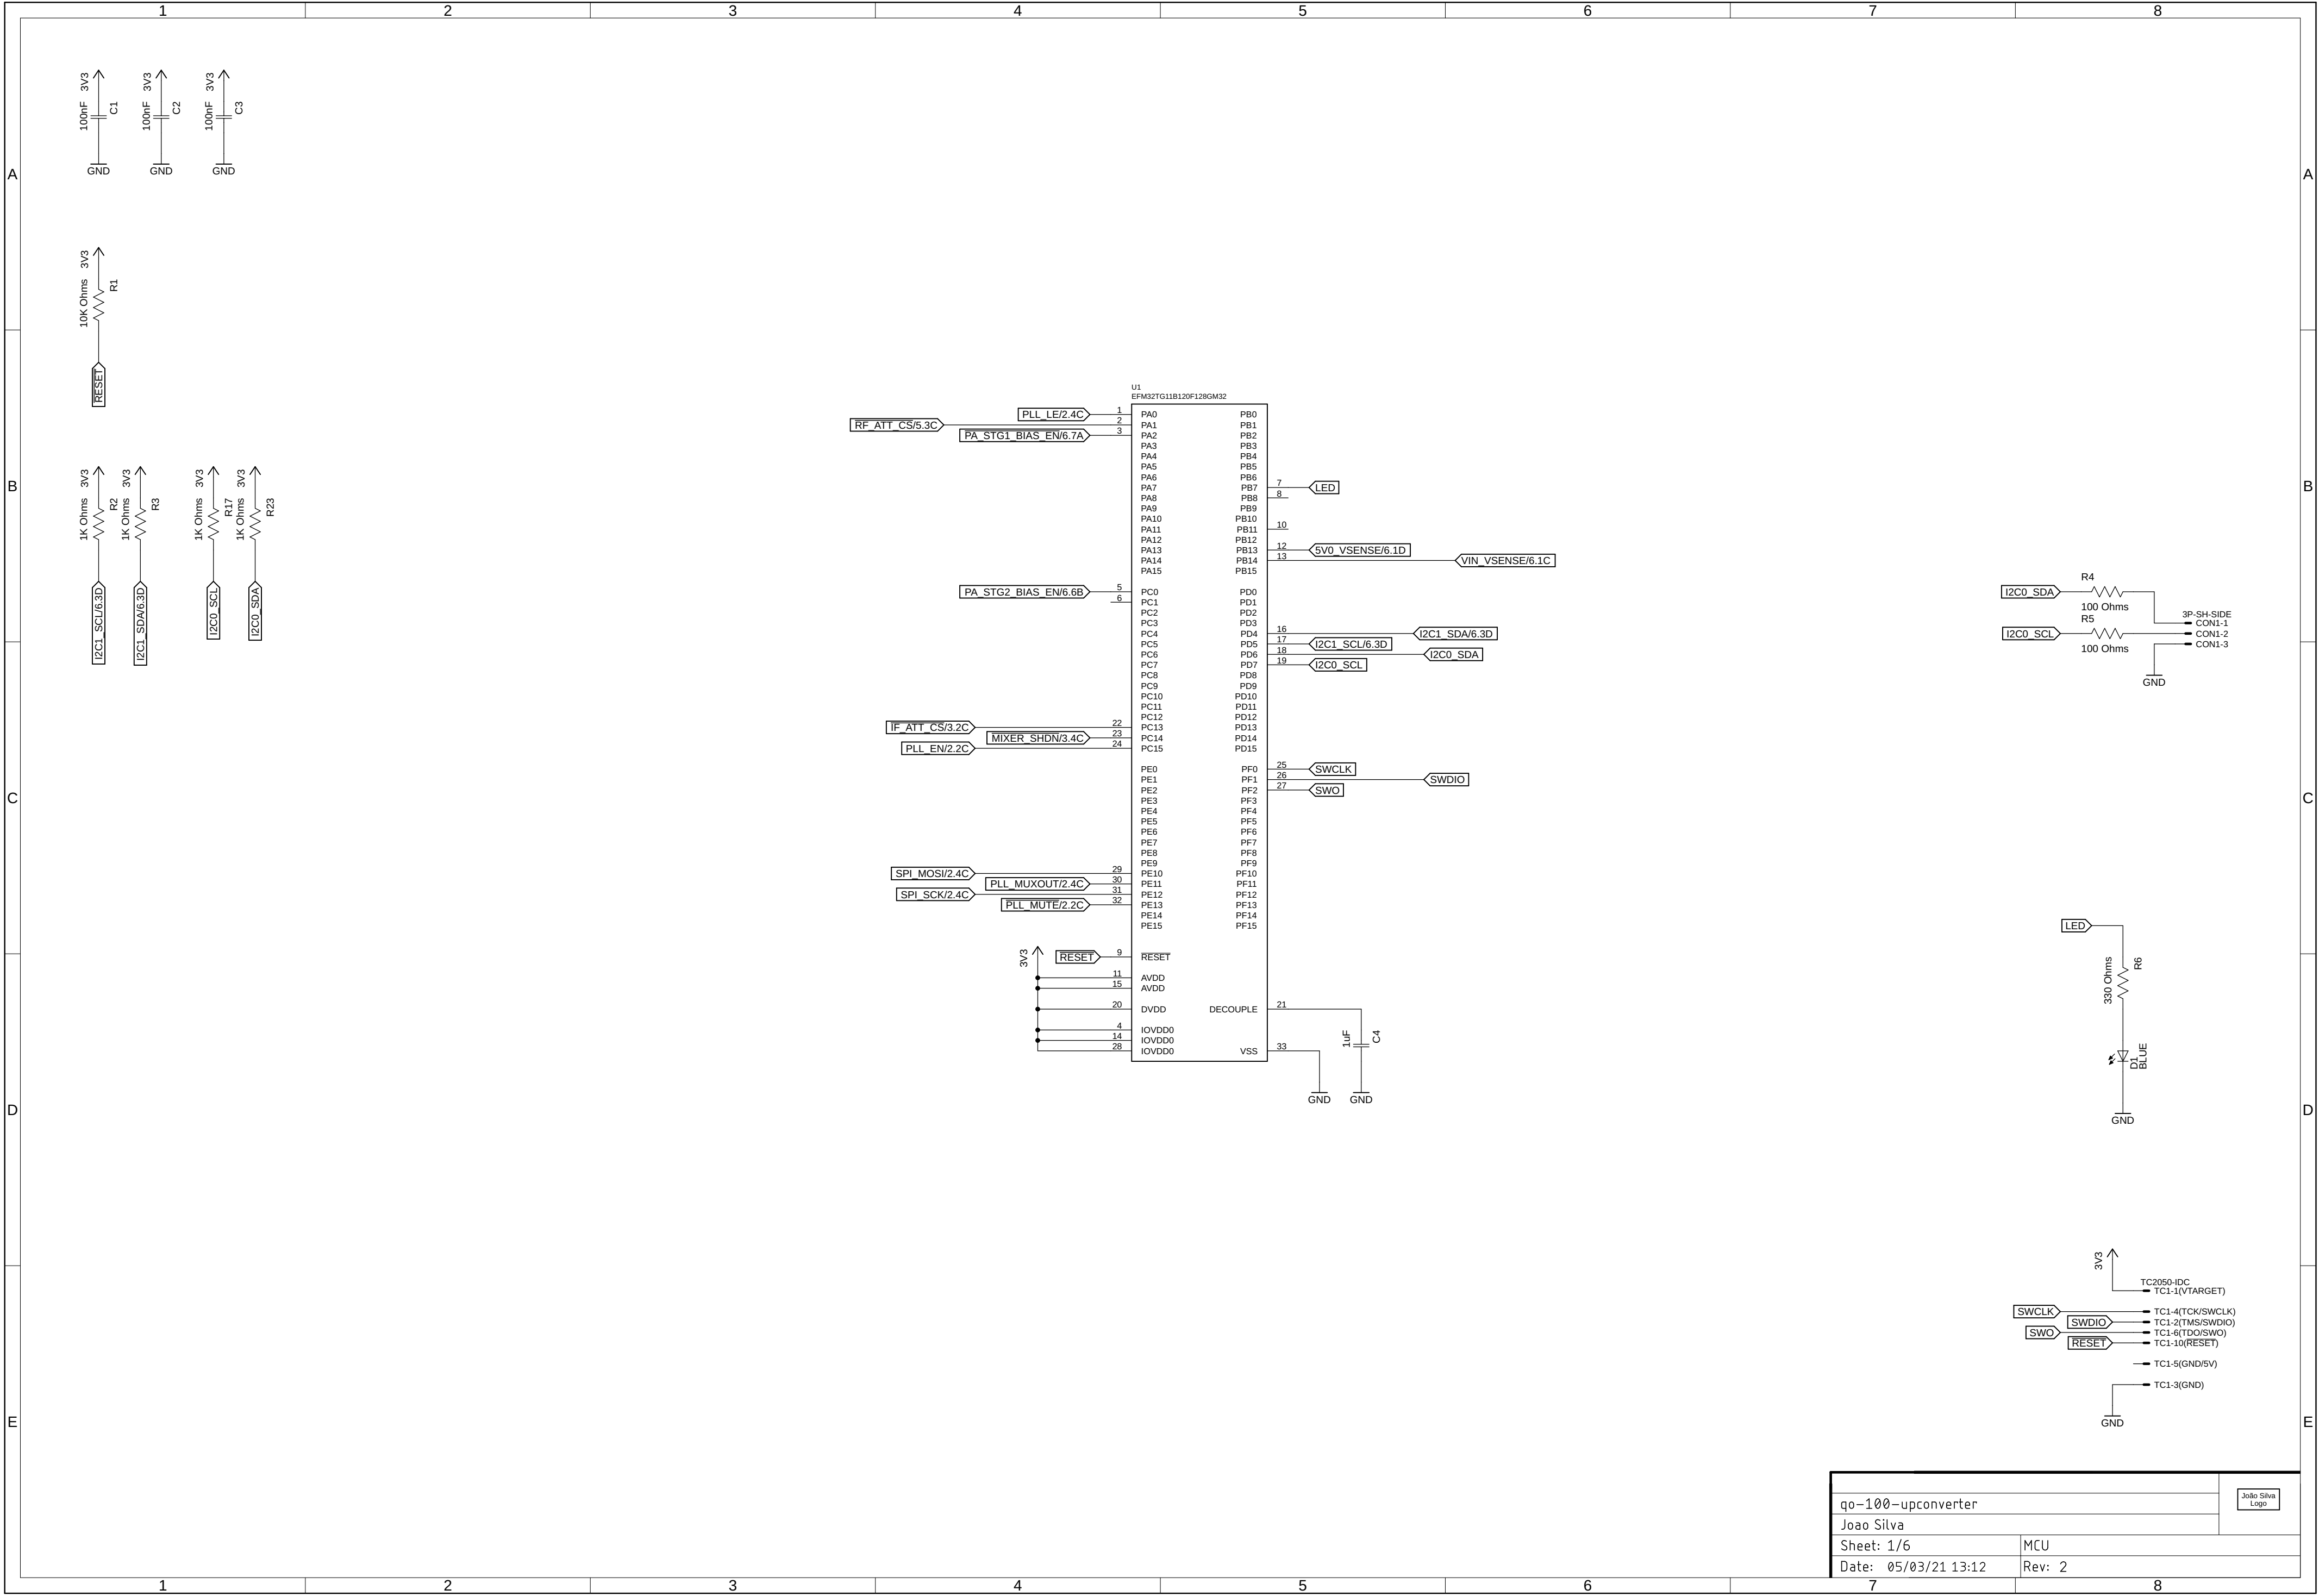 1 2 3 4 5 6 7 8
A A
B B
C C
D D
E E
3V3 3V3 3V3
100nF C1 100nF C2 100nF C3
GND GND GND
3V3
10K Ohms R1
RESET
3V3 3V3 3V3 3V3
1K Ohms R2 1K Ohms R3 1K Ohms R17 1K Ohms R23
I2C1_SCL/6.3D I2C1_SDA/6.3D I2C0_SCL I2C0_SDA
U1
EFM32TG11B120F128GM32
PLL_LE/2.4C 1 PA0 PB0
RF_ATT_CS/5.3C 2 PA1 PB1
PA_STG1_BIAS_EN/6.7A 3 PA2 PB2
PA3 PB3
PA4 PB4
PA5 PB5
PA6 PB6
PA7 PB7 7 LED
PA8 PB8 8
PA9 PB9
PA10 PB10
PA11 PB11 10
PA12 PB12
PA13 PB13 12 5V0_VSENSE/6.1D
PA14 PB14 13 VIN_VSENSE/6.1C
PA15 PB15
PA_STG2_BIAS_EN/6.6B 5 PC0 PD0
6 PC1 PD1
PC2 PD2
PC3 PD3
PC4 PD4 16 I2C1_SDA/6.3D
PC5 PD5 17 I2C1_SCL/6.3D
PC6 PD6 18 I2C0_SDA
PC7 PD7 19 I2C0_SCL
PC8 PD8
PC9 PD9
PC10 PD10
PC11 PD11
PC12 PD12
IF_ATT_CS/3.2C 22 PC13 PD13
MIXER_SHDN/3.4C 23 PC14 PD14
PLL_EN/2.2C 24 PC15 PD15
PE0 PF0 25 SWCLK
PE1 PF1 26 SWDIO
PE2 PF2 27 SWO
PE3 PF3
PE4 PF4
PE5 PF5
PE6 PF6
PE7 PF7
PE8 PF8
PE9 PF9
SPI_MOSI/2.4C 29 PE10 PF10
PLL_MUXOUT/2.4C 30 PE11 PF11
SPI_SCK/2.4C 31 PE12 PF12
PLL_MUTE/2.2C 32 PE13 PF13
PE14 PF14
PE15 PF15
3V3 RESET 9 RESET
11 AVDD
15 AVDD
20 DVDD DECOUPLE 21
4 IOVDD0
14 IOVDD0
28 IOVDD0 VSS 33
1uF C4
GND GND
I2C0_SDA R4
100 Ohms
I2C0_SCL R5
100 Ohms
3P-SH-SIDE
CON1-1
CON1-2
CON1-3
GND
LED
330 Ohms R6
D1
BLUE
GND
3V3
TC2050-IDC
TC1-1(VTARGET)
SWCLK TC1-4(TCK/SWCLK)
SWDIO TC1-2(TMS/SWDIO)
SWO TC1-6(TDO/SWO)
RESET TC1-10(RESET)
TC1-5(GND/5V)
TC1-3(GND)
GND
qo-100-upconverter
João Silva
Logo
Joao Silva
Sheet: 1/6 MCU
Date: 05/03/21 13:12 Rev: 2
1 2 3 4 5 6 7 8